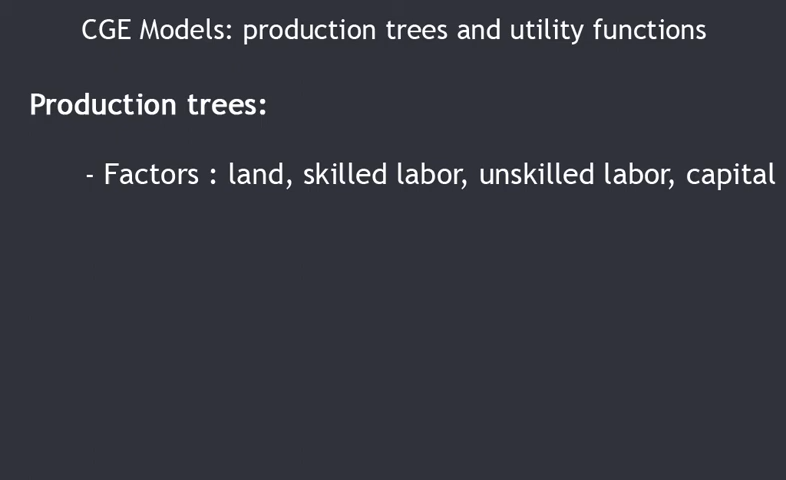 CGE Models: production trees and utility functions
Production trees:
- Factors : land, skilled labor, unskilled labor, capital